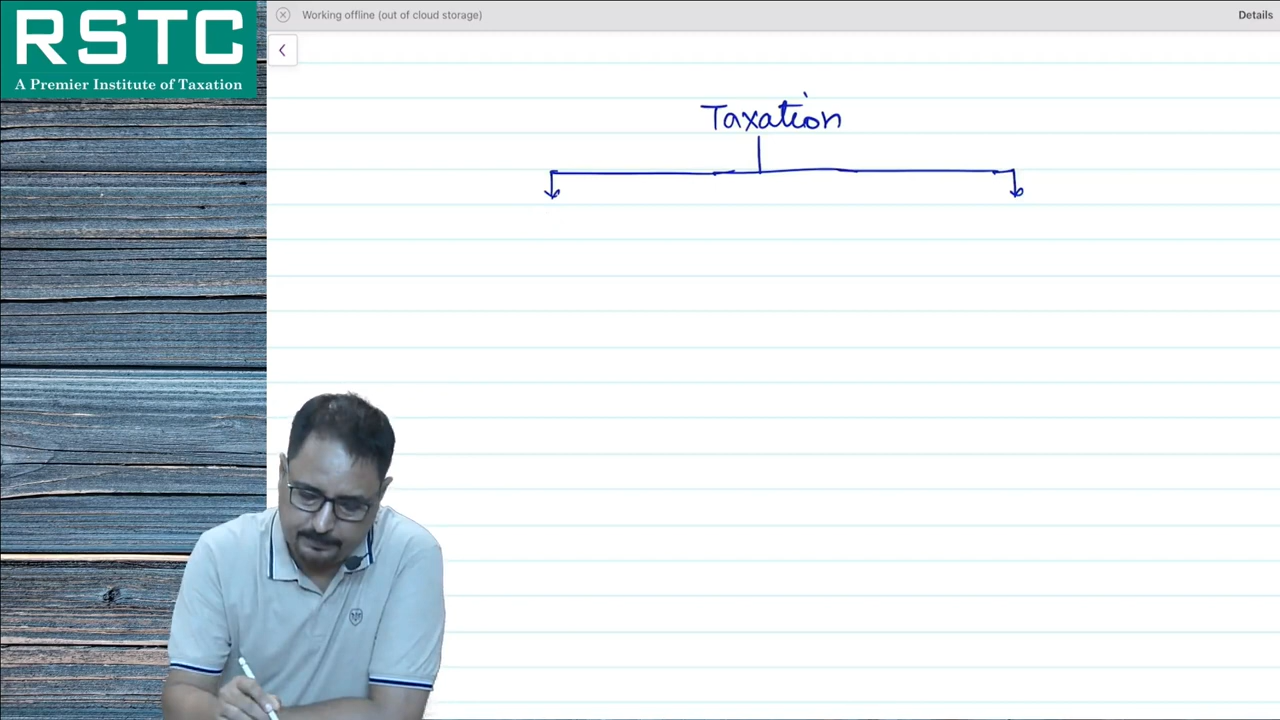 RSTC
A Premier Institute of Taxation
Working offline (out of cloud storage)
Details
Taxation